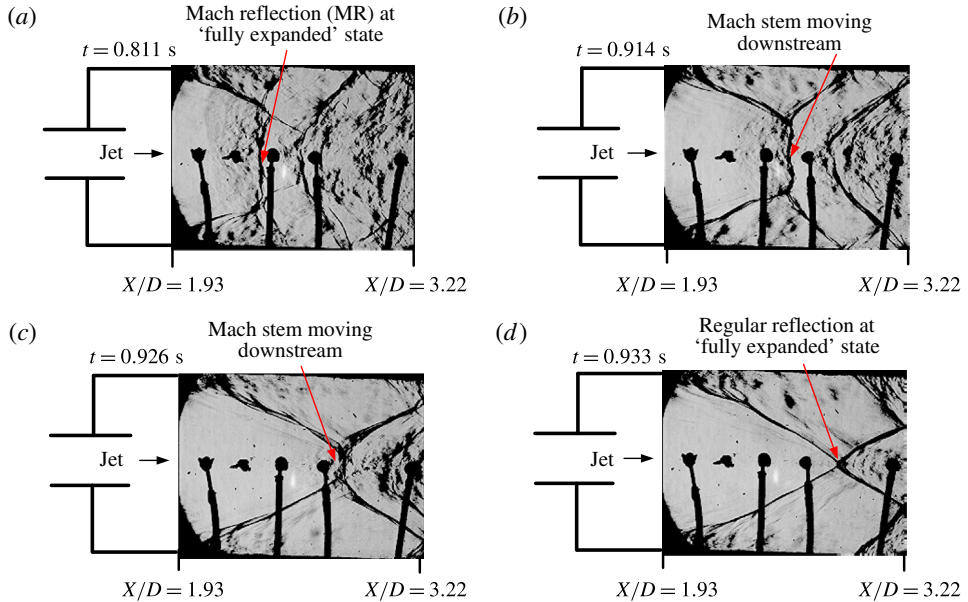 (a)
Mach reflection (MR) at
‘fully expanded’ state
t = 0.811 s
Jet
X/D = 1.93
X/D = 3.22
(b)
Mach stem moving
downstream
t = 0.914 s
Jet
X/D = 1.93
X/D = 3.22
(c)
Mach stem moving
downstream
t = 0.926 s
Jet
X/D = 1.93
X/D = 3.22
(d)
Regular reflection at
‘fully expanded’ state
t = 0.933 s
Jet
X/D = 1.93
X/D = 3.22